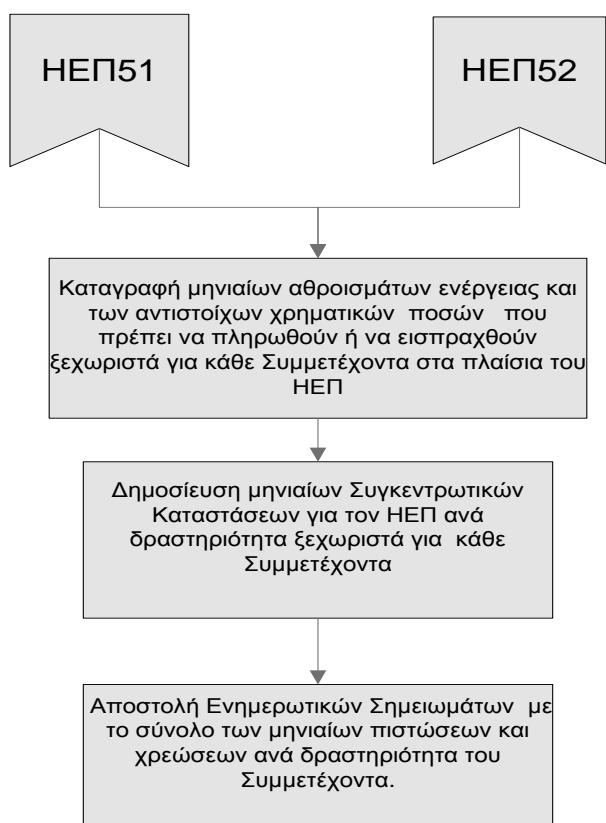 ΗΕΠ51
ΗΕΠ52
Καταγραφή μηνιαίων αθροισμάτων ενέργειας και
των αντιστοίχων χρηματικών ποσών που
πρέπει να πληρωθούν ή να εισπραχθούν
ξεχωριστά για κάθε Συμμετέχοντα στα πλαίσια του
ΗΕΠ
Δημοσίευση μηνιαίων Συγκεντρωτικών
Καταστάσεων για τον ΗΕΠ ανά
δραστηριότητα ξεχωριστά για κάθε
Συμμετέχοντα
Αποστολή Ενημερωτικών Σημειωμάτων με
το σύνολο των μηνιαίων πιστώσεων και
χρεώσεων ανά δραστηριότητα του
Συμμετέχοντα.